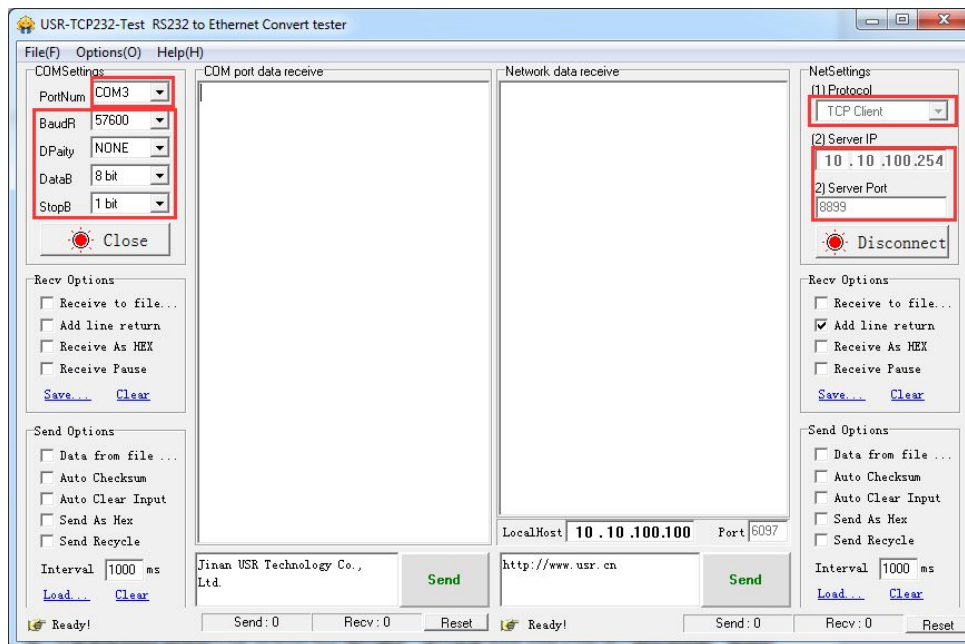 USR-TCP232-Test RS232 to Ethernet Convert tester
File(F) Options(O) Help(H)
COMSettings
PortNum COM3
BaudR 57600
DPaity NONE
DataB 8 bit
StopB 1 bit
Close
Recv Options
Receive to file...
Add line return
Receive As HEX
Receive Pause
Save... Clear
Send Options
Data from file ...
Auto Checksum
Auto Clear Input
Send As Hex
Send Recycle
Interval 1000 ms
Load... Clear
COM port data receive
Jinan USR Technology Co.,
Ltd.
Send
Network data receive
LocalHost 10 . 10 .100.100 Port 6097
http://www.usr.cn
Send
NetSettings
(1) Protocol
TCP Client
(2) Server IP
10 . 10 .100.254
2) Server Port
8899
Disconnect
Recv Options
Receive to file...
Add line return
Receive As HEX
Receive Pause
Save... Clear
Send Options
Data from file ...
Auto Checksum
Auto Clear Input
Send As Hex
Send Recycle
Interval 1000 ms
Load... Clear
Ready! Send : 0 Recv : 0 Reset
Ready! Send : 0 Recv : 0 Reset